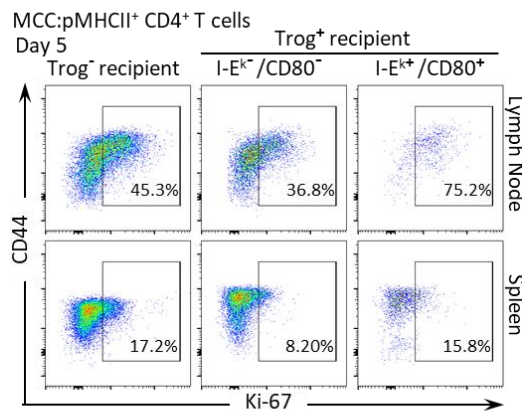 MCC:pMHCII⁺ CD4⁺ T cells
Day 5
Trog⁺ recipient
Trog⁻ recipient
I-Eᵏ⁻/CD80⁻
I-Eᵏ⁺/CD80⁺
45.3%
36.8%
75.2%
Lymph Node
17.2%
8.20%
15.8%
Spleen
CD44
Ki-67